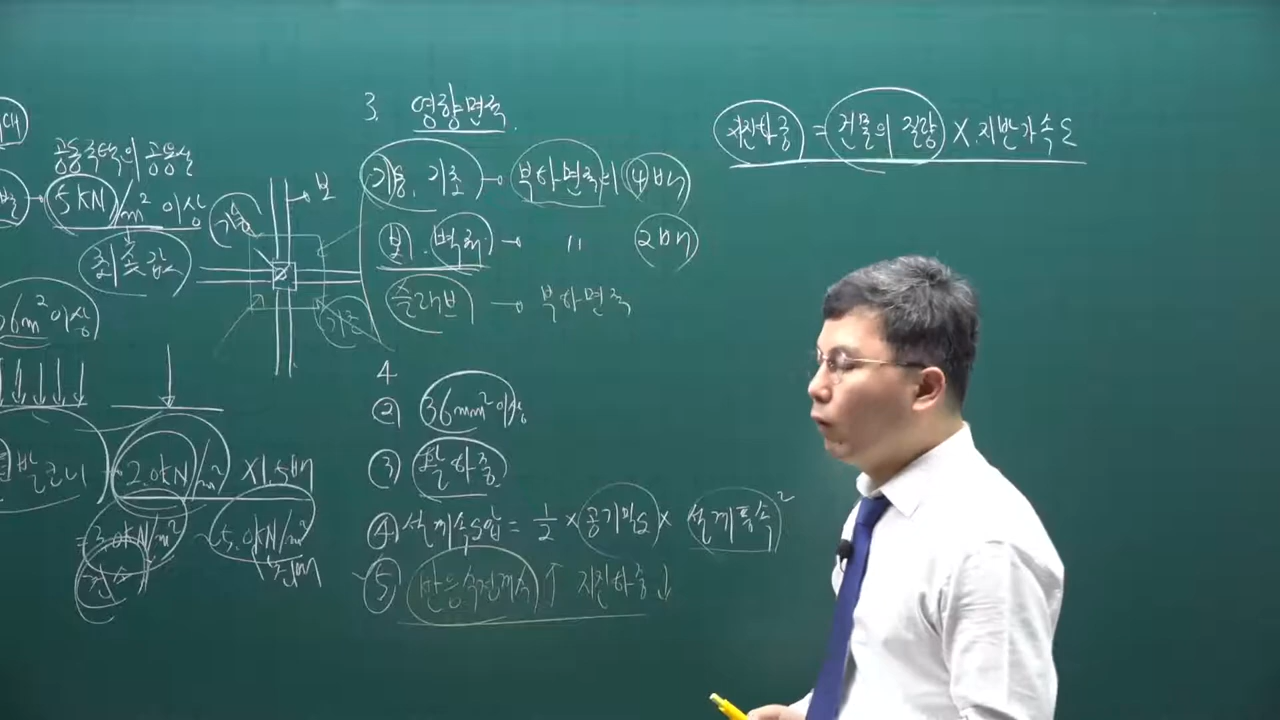 공동주택의 공용실
5KN/m² 이상
최솟값
36m² 이상
발코니
2.0KN/m² × 1.5배
=3.0KN/m² ~ 5.0KN/m²
최소
기둥
보
기초
3. 영향면적
기둥, 기초 → 부하면적의 4배
보, 벽체 → 〃 2배
슬래브 → 부하면적
4
② 36mm² 이상
③ 활하중
④ 설계속도압 = 1/2 × 공기밀도 × 설계풍속²
⑤ 반응수정계수 ↑ 지진하중 ↓
지진하중 = 건물의 질량 × 지반가속도